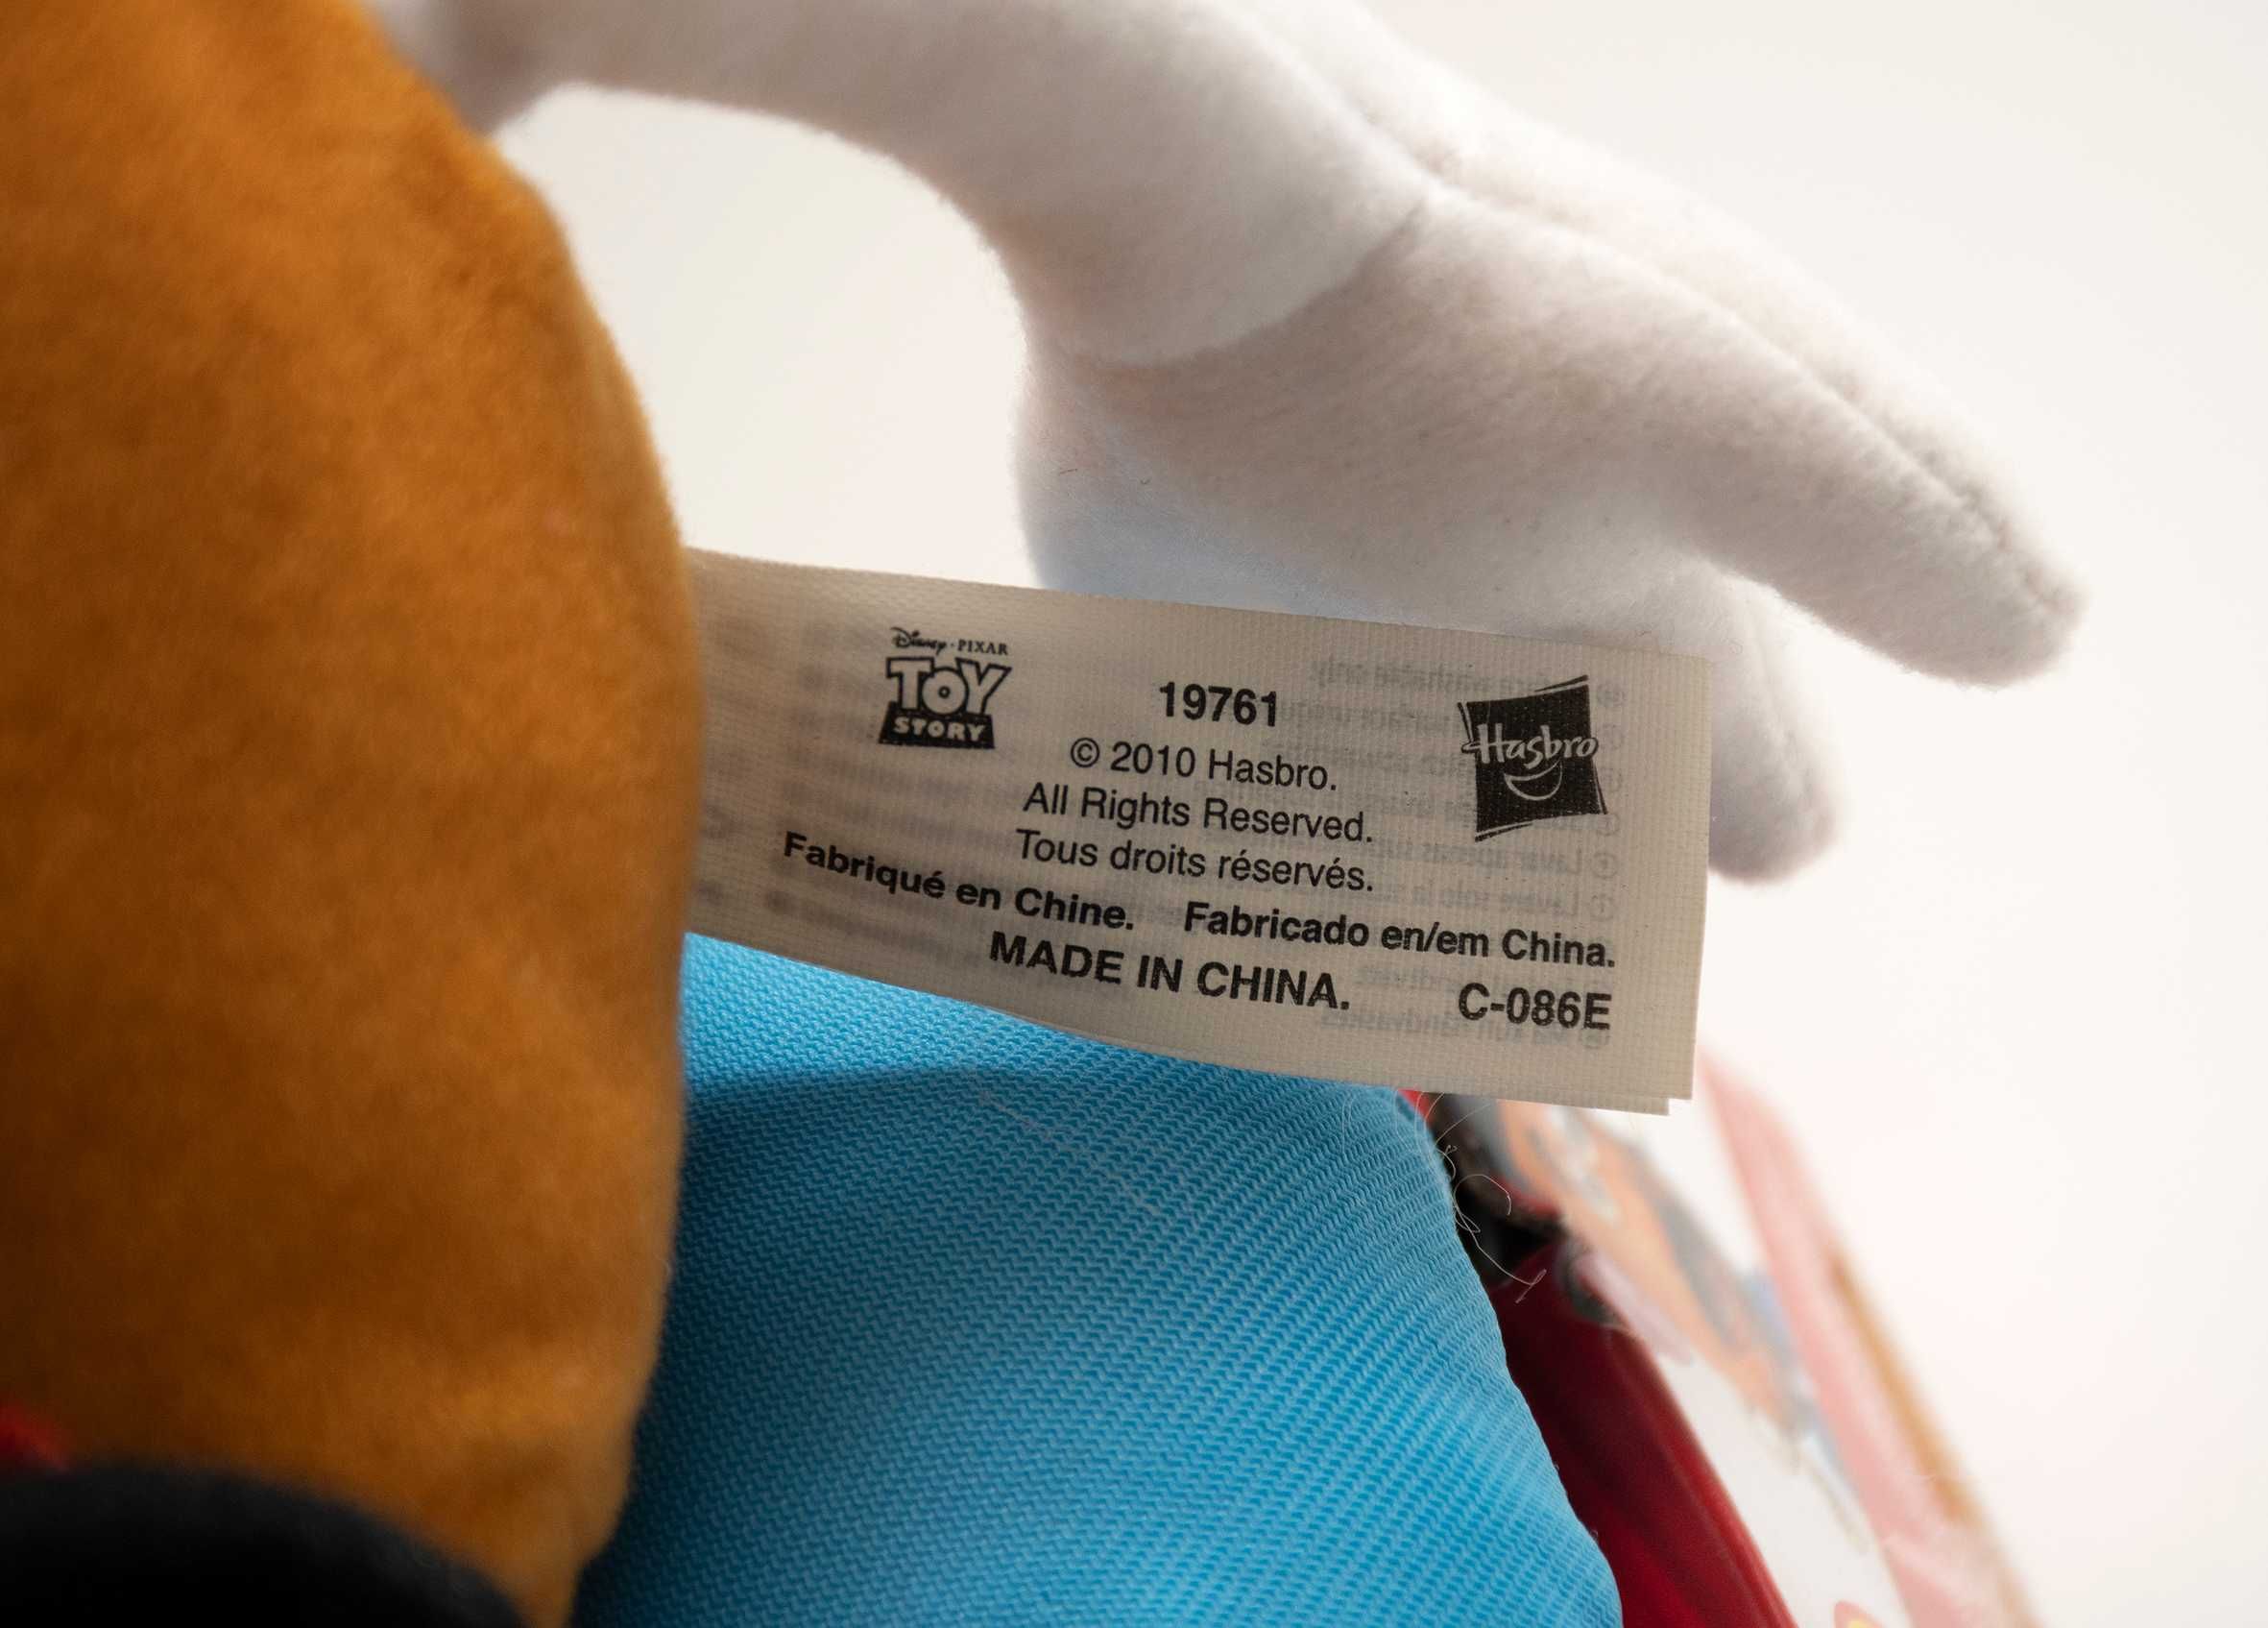 Disney · PIXAR
TOY
STORY
19761
Hasbro
© 2010 Hasbro.
All Rights Reserved.
Tous droits réservés.
Fabriqué en Chine. Fabricado en/em China.
MADE IN CHINA. C-086E